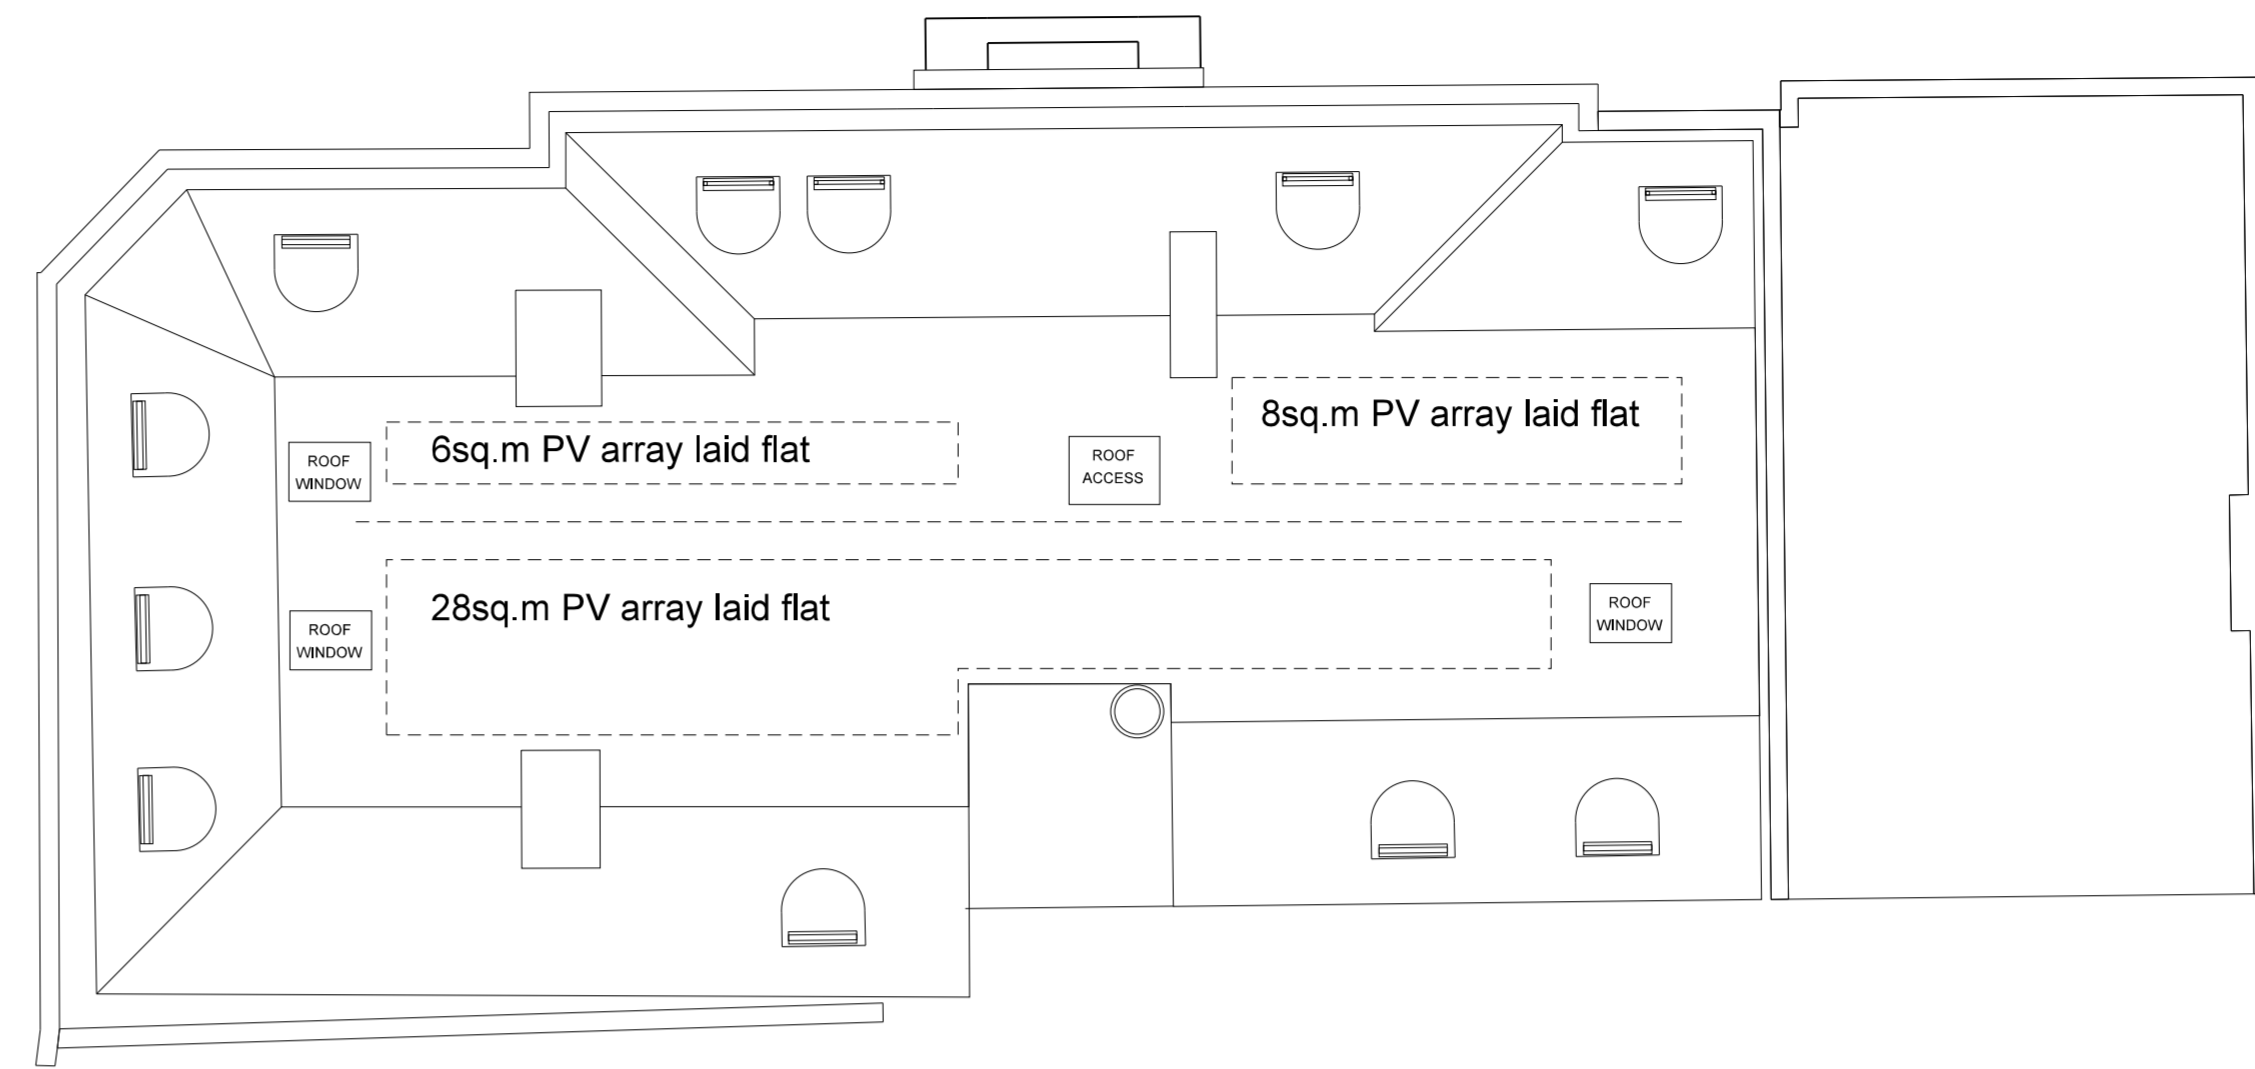 8sq.m PV array laid flat
6sq.m PV array laid flat
ROOF
WINDOW
ROOF
ACCESS
28sq.m PV array laid flat
ROOF
WINDOW
ROOF
WINDOW